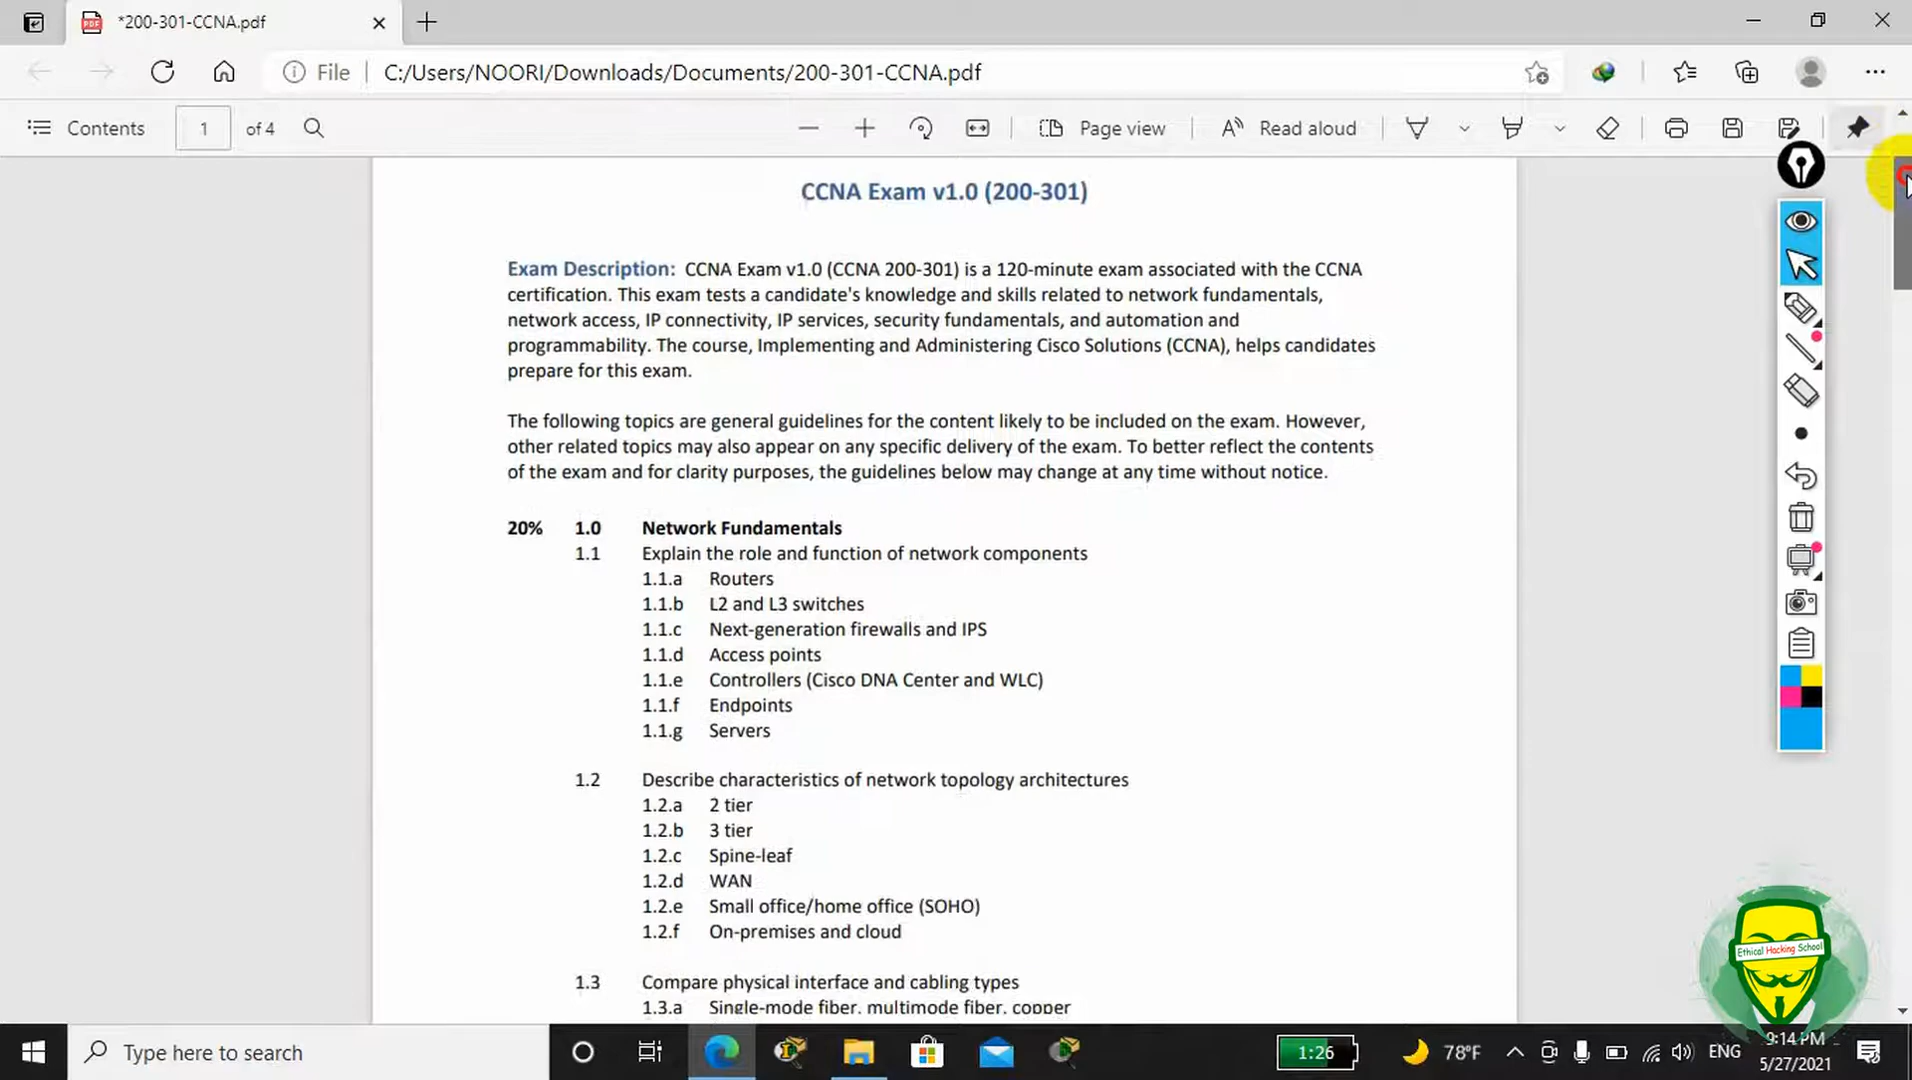 *200-301-CCNA.pdf
File C:/Users/NOORI/Downloads/Documents/200-301-CCNA.pdf
Contents 1 of 4 Page view Read aloud
CCNA Exam v1.0 (200-301)
Exam Description: CCNA Exam v1.0 (CCNA 200-301) is a 120-minute exam associated with the CCNA
certification. This exam tests a candidate's knowledge and skills related to network fundamentals,
network access, IP connectivity, IP services, security fundamentals, and automation and
programmability. The course, Implementing and Administering Cisco Solutions (CCNA), helps candidates
prepare for this exam.
The following topics are general guidelines for the content likely to be included on the exam. However,
other related topics may also appear on any specific delivery of the exam. To better reflect the contents
of the exam and for clarity purposes, the guidelines below may change at any time without notice.
20% 1.0 Network Fundamentals
1.1 Explain the role and function of network components
1.1.a Routers
1.1.b L2 and L3 switches
1.1.c Next-generation firewalls and IPS
1.1.d Access points
1.1.e Controllers (Cisco DNA Center and WLC)
1.1.f Endpoints
1.1.g Servers
1.2 Describe characteristics of network topology architectures
1.2.a 2 tier
1.2.b 3 tier
1.2.c Spine-leaf
1.2.d WAN
1.2.e Small office/home office (SOHO)
1.2.f On-premises and cloud
1.3 Compare physical interface and cabling types
1.3.a Single-mode fiber, multimode fiber, copper
Ethical Hacking School
Type here to search
1:26
78°F
ENG
9:14 PM
5/27/2021